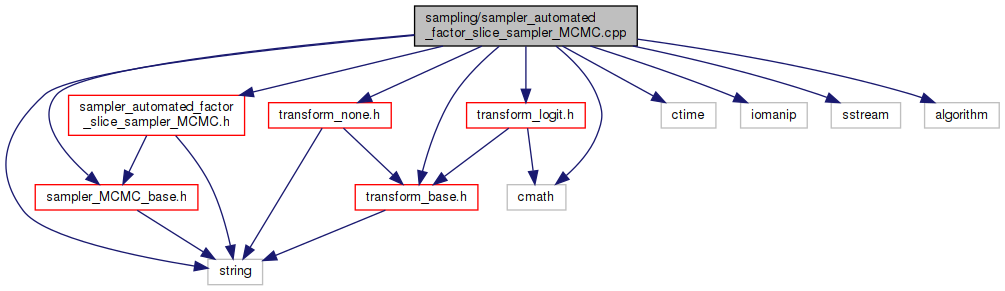 sampling/sampler_automated
_factor_slice_sampler_MCMC.cpp
sampler_automated_factor
_slice_sampler_MCMC.h
transform_none.h
transform_logit.h
ctime
iomanip
sstream
algorithm
sampler_MCMC_base.h
transform_base.h
cmath
string